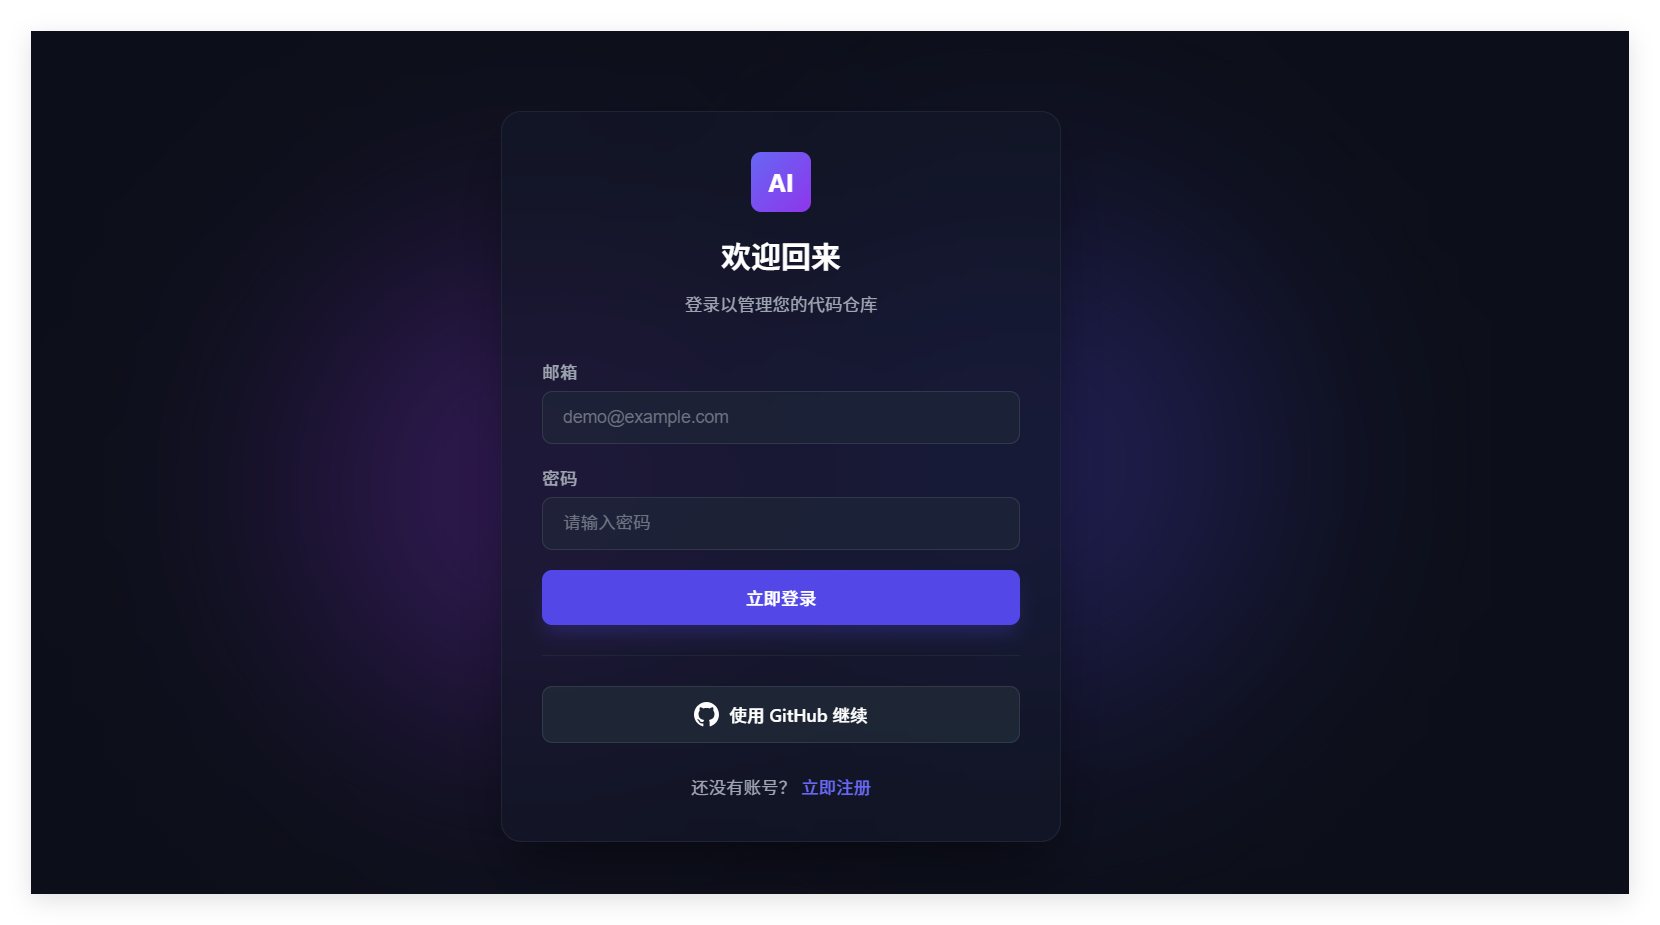 AI
欢迎回来
登录以管理您的代码仓库
邮箱
demo@example.com
密码
请输入密码
立即登录
使用 GitHub 继续
还没有账号? 立即注册